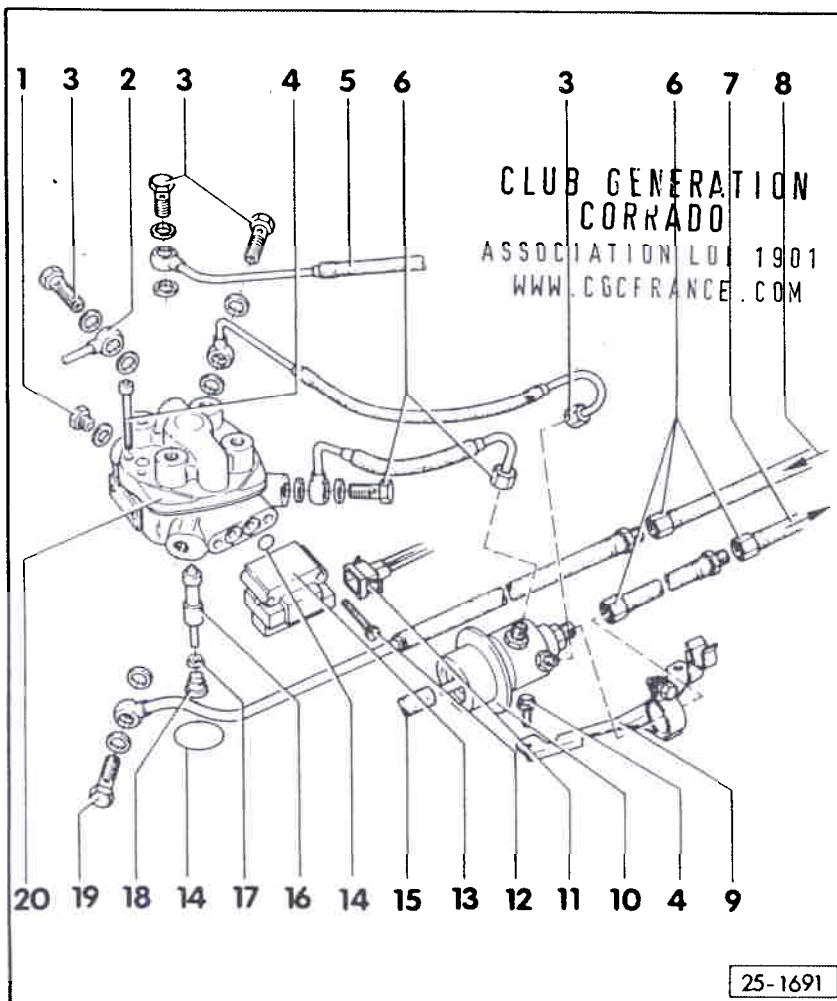 1 3 2 3 4 5 6 3 6 7 8
CLUB GENERATION
CORRADO
ASSOCIATION LOI 1901
WWW.CGCFRANCE.COM
20 19 18 14 17 16 14 15 13 12 11 10 4 9
25-1691